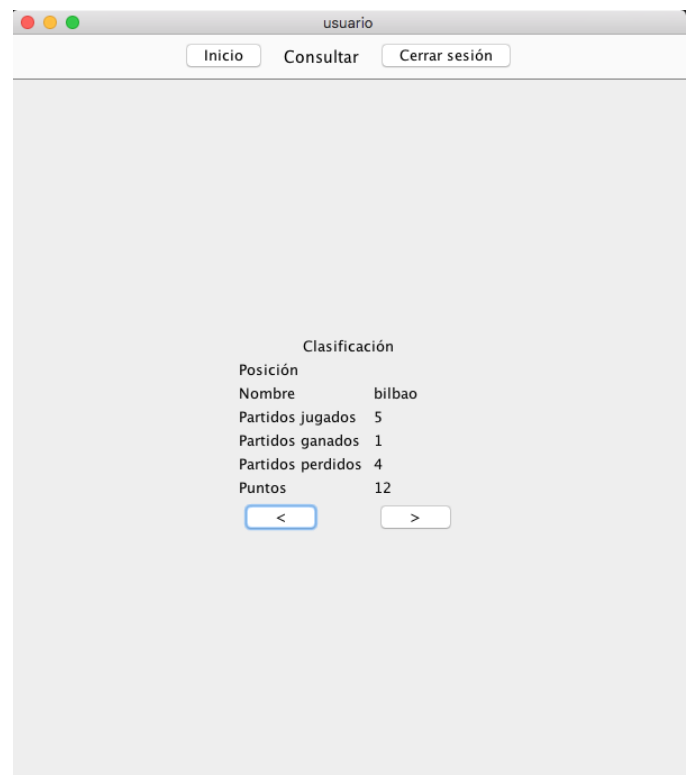 usuario
Inicio Consultar Cerrar sesión
Clasificación
Posición
Nombre bilbao
Partidos jugados 5
Partidos ganados 1
Partidos perdidos 4
Puntos 12
< >